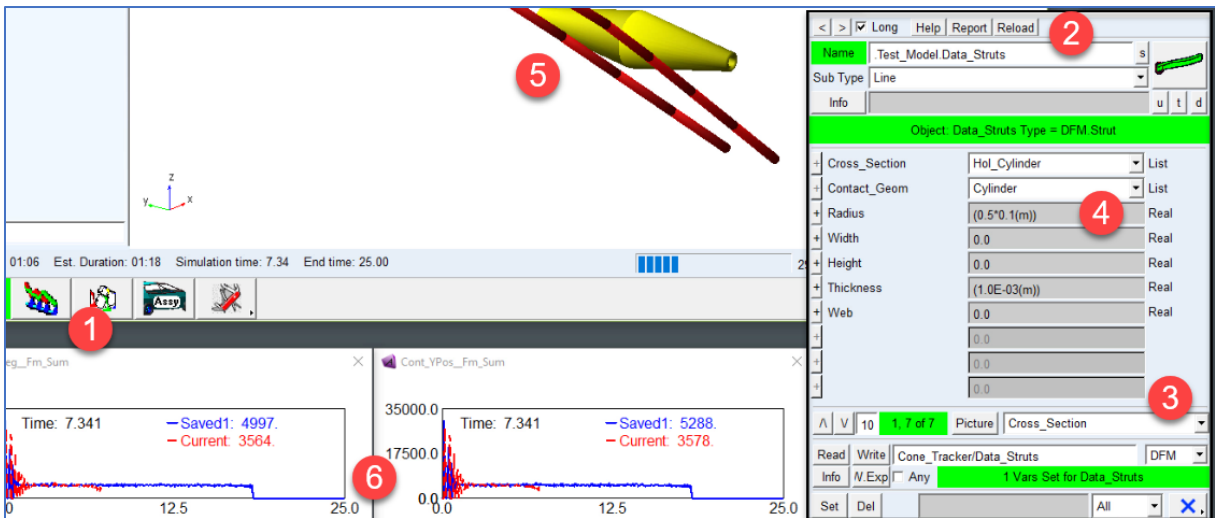 < > Long Help Report Reload 2
Name .Test_Model.Data_Struts s
Sub Type Line
Info u t d
Object: Data_Struts Type = DFM.Strut
+ Cross_Section Hol_Cylinder List
+ Contact_Geom Cylinder List
+ Radius (0.5*0.1(m)) 4 Real
+ Width 0.0 Real
+ Height 0.0 Real
+ Thickness (1.0E-03(m)) Real
+ Web 0.0 Real
+ 0.0
+ 0.0
+ 0.0
3
Λ V 10 1, 7 of 7 Picture Cross_Section
Read Write Cone_Tracker/Data_Struts DFM
Info N.Exp Any 1 Vars Set for Data_Struts
Set Del All X
5
z
y x
01:06 Est. Duration: 01:18 Simulation time: 7.34 End time: 25.00
Assy
1
eg__Fm_Sum
Time: 7.341 Saved1: 4997.
Current: 3564.
0 12.5 25.0
6
Cont_YPos__Fm_Sum
35000.0
17500.0
0.0
Time: 7.341 Saved1: 5288.
Current: 3578.
0.0 12.5 25.0